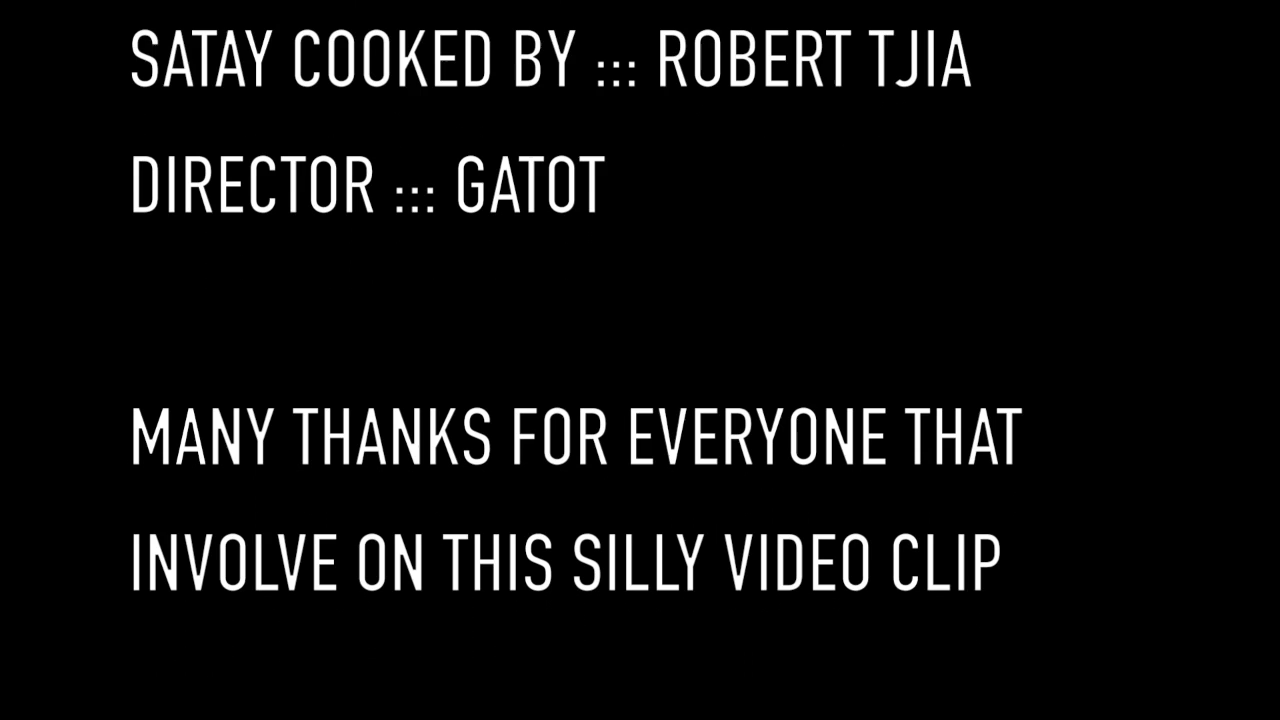 SATAY COOKED BY ::: ROBERT TJIA
DIRECTOR ::: GATOT
MANY THANKS FOR EVERYONE THAT
INVOLVE ON THIS SILLY VIDEO CLIP